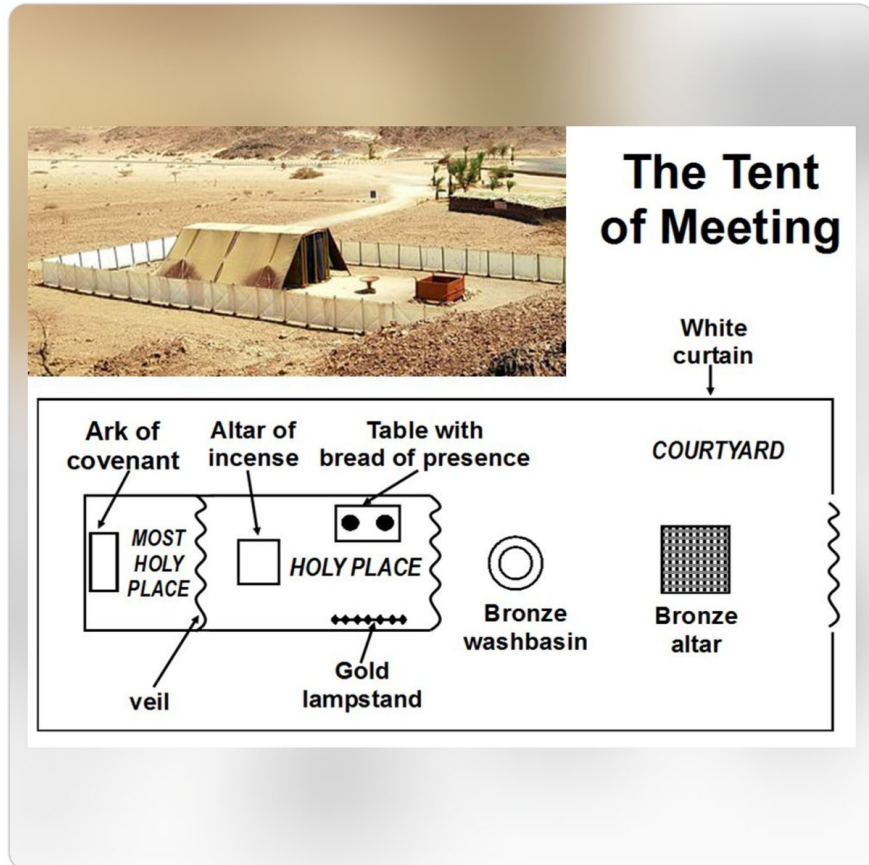 The Tent
of Meeting
White
curtain
Ark of
covenant
Altar of
incense
Table with
bread of presence
COURTYARD
MOST
HOLY
PLACE
HOLY PLACE
Bronze
washbasin
Bronze
altar
veil
Gold
lampstand